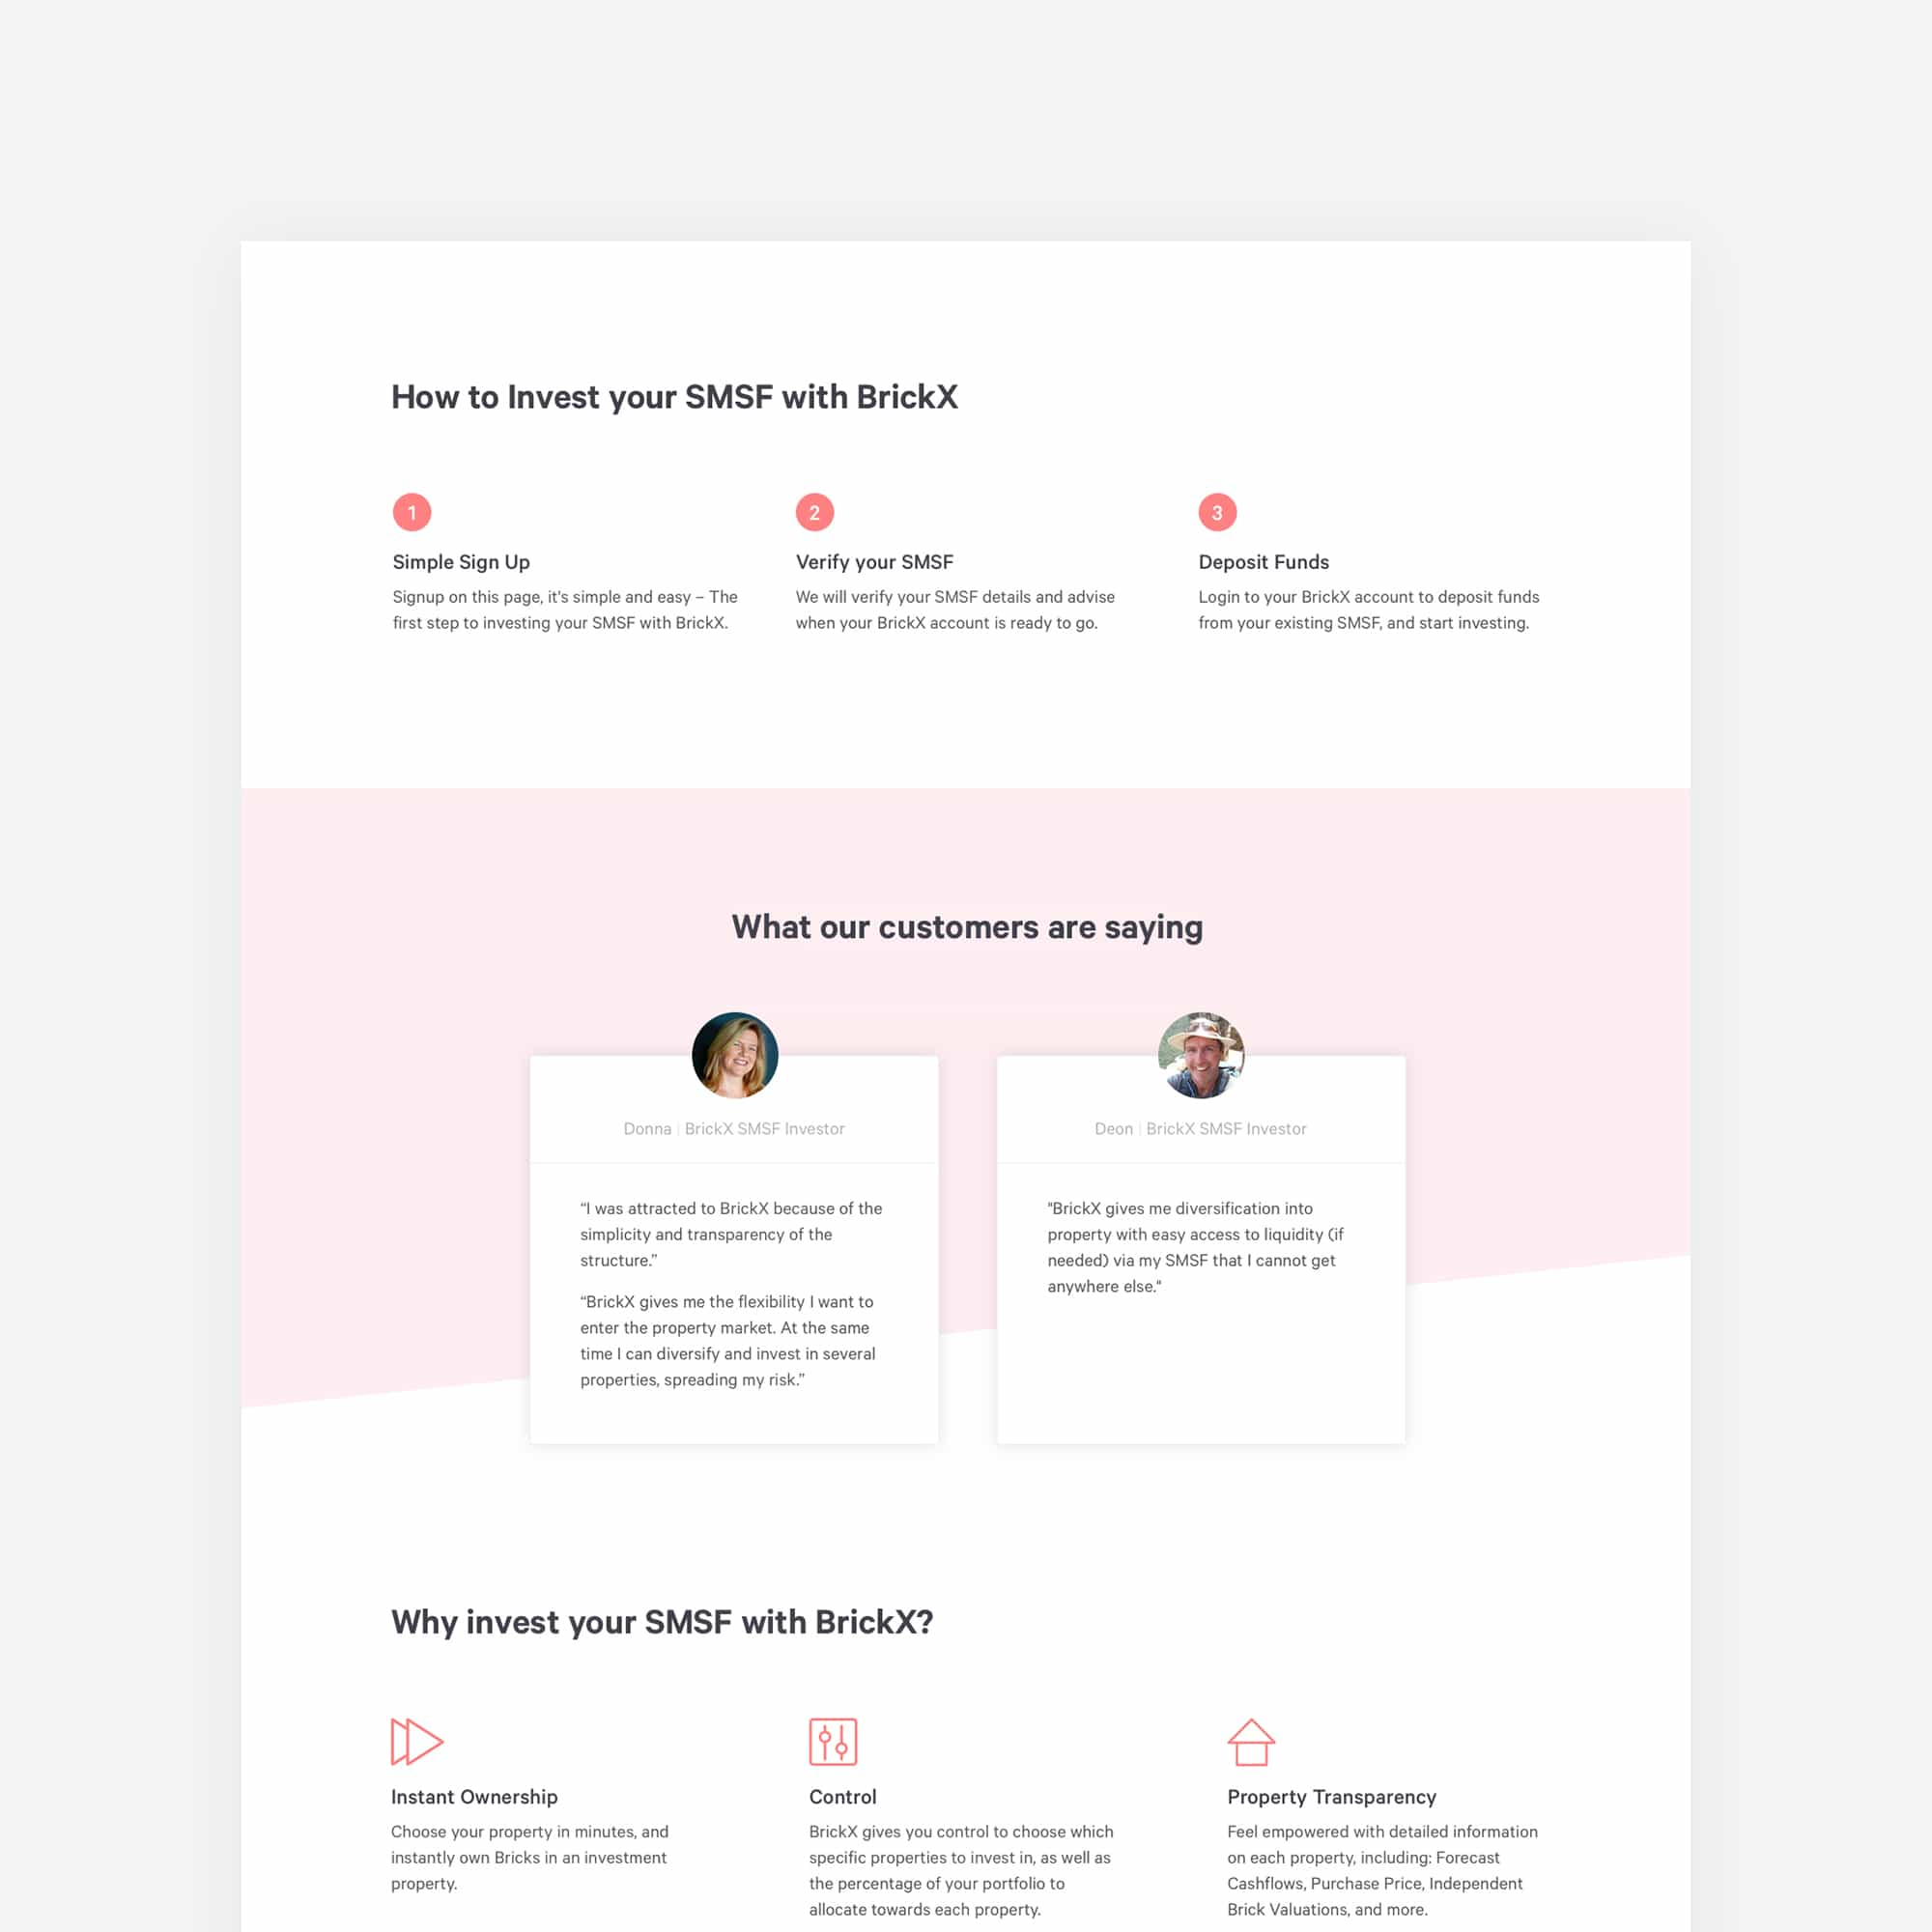 How to Invest your SMSF with BrickX
1
Simple Sign Up
Signup on this page, it's simple and easy – The
first step to investing your SMSF with BrickX.
2
Verify your SMSF
We will verify your SMSF details and advise
when your BrickX account is ready to go.
3
Deposit Funds
Login to your BrickX account to deposit funds
from your existing SMSF, and start investing.
What our customers are saying
Donna | BrickX SMSF Investor
“I was attracted to BrickX because of the
simplicity and transparency of the
structure.”
“BrickX gives me the flexibility I want to
enter the property market. At the same
time I can diversify and invest in several
properties, spreading my risk.”
Deon | BrickX SMSF Investor
"BrickX gives me diversification into
property with easy access to liquidity (if
needed) via my SMSF that I cannot get
anywhere else."
Why invest your SMSF with BrickX?
Instant Ownership
Choose your property in minutes, and
instantly own Bricks in an investment
property.
Control
BrickX gives you control to choose which
specific properties to invest in, as well as
the percentage of your portfolio to
allocate towards each property.
Property Transparency
Feel empowered with detailed information
on each property, including: Forecast
Cashflows, Purchase Price, Independent
Brick Valuations, and more.